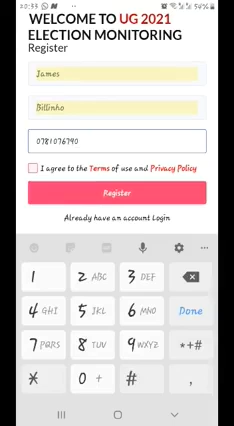 20:33 54%
WELCOME TO UG 2021
ELECTION MONITORING
Register
James
Billinho
0781076790
I agree to the Terms of use and Privacy Policy
Register
Already have an account Login
1 2 ABC 3 DEF
4 GHI 5 JKL 6 MNO Done
7 PQRS 8 TUV 9 WXYZ *+#
* 0 + # ,